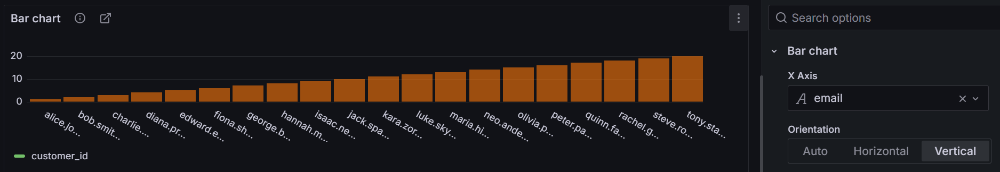 Bar chart
20
10
0
alice.jo...
bob.smit...
charlie....
diana.pr...
edward.e...
fiona.sh...
george.b...
hannah.m...
isaac.ne...
jack.spa...
kara.zor...
luke.sky...
maria.hi...
neo.ande...
olivia.p...
peter.pa...
quinn.fa...
rachel.g...
steve.ro...
tony.sta...
customer_id
Search options
Bar chart
X Axis
email
Orientation
Auto Horizontal Vertical